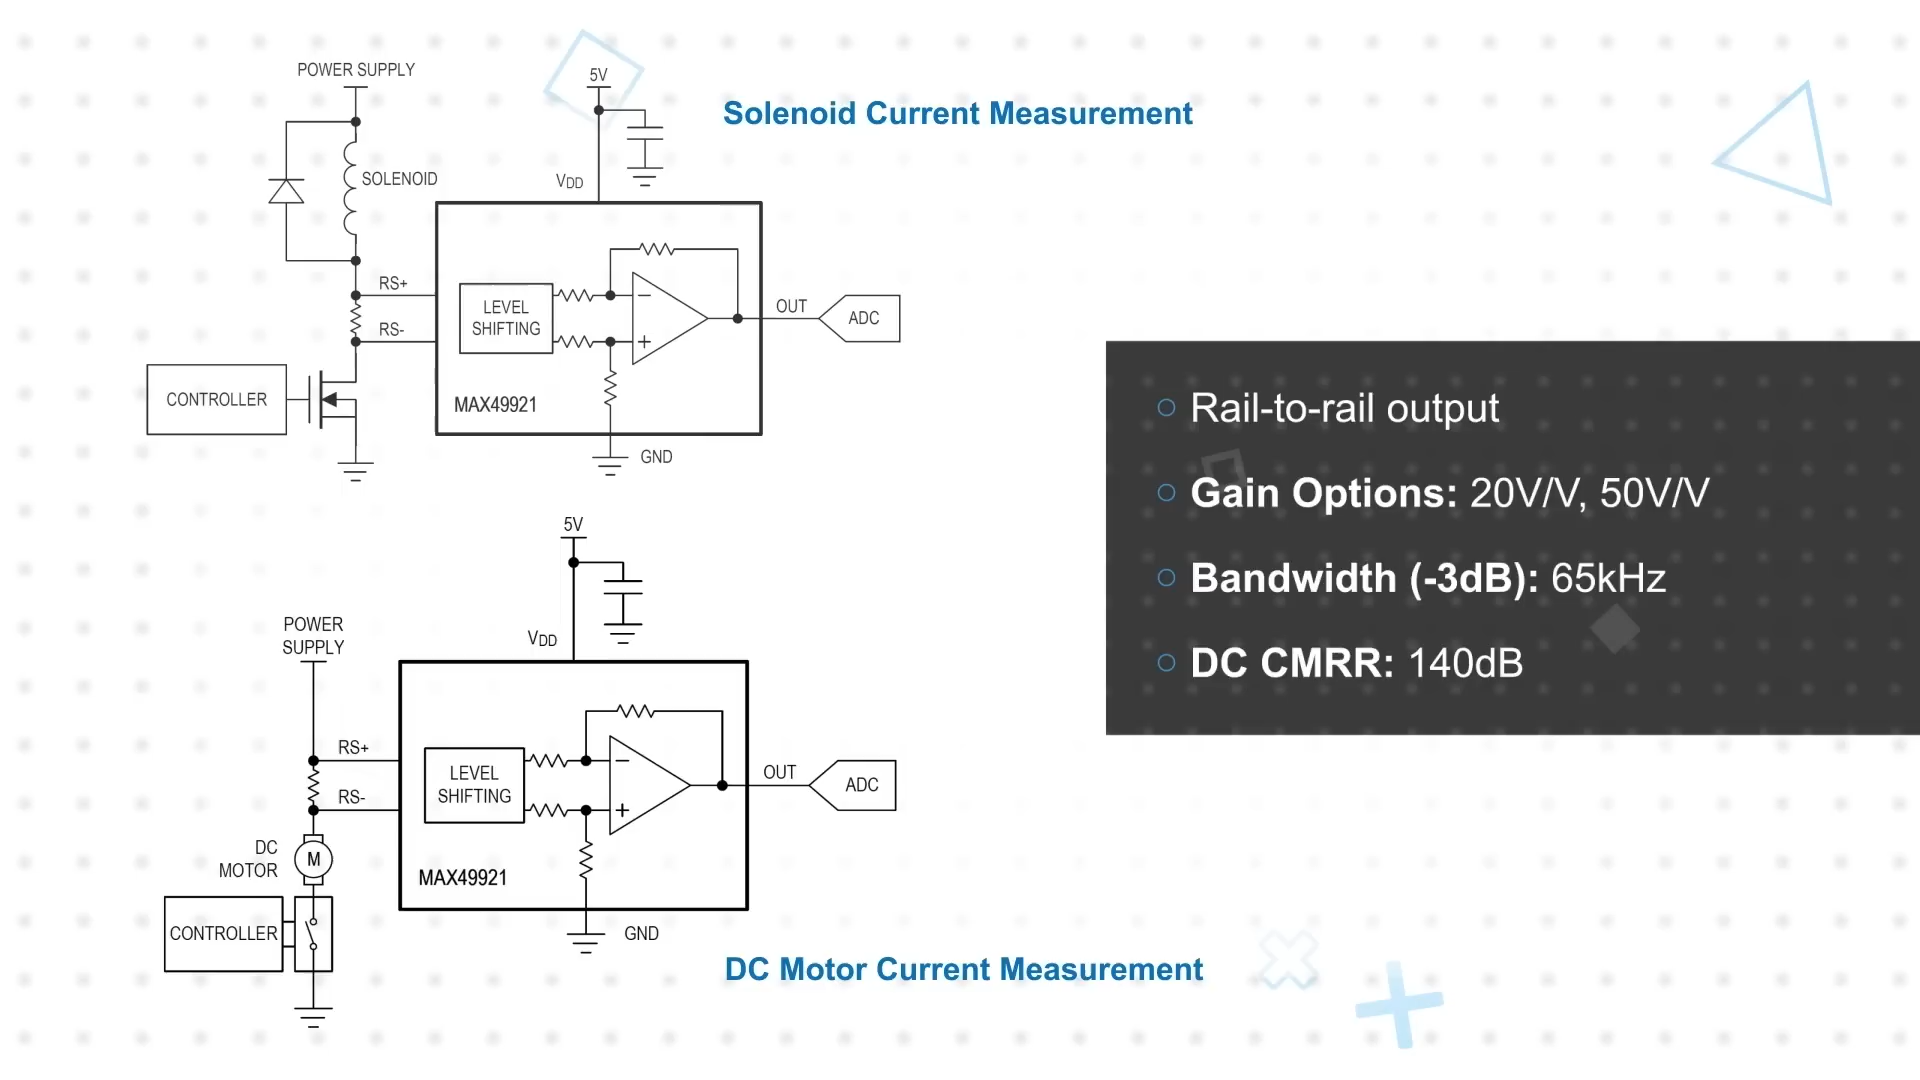 POWER SUPPLY
5V
Solenoid Current Measurement
SOLENOID
VDD
RS+
LEVEL
SHIFTING
−
OUT
ADC
RS-
+
CONTROLLER
MAX49921
GND
Rail-to-rail output
Gain Options: 20V/V, 50V/V
Bandwidth (-3dB): 65kHz
DC CMRR: 140dB
5V
POWER
SUPPLY
VDD
RS+
LEVEL
SHIFTING
−
OUT
ADC
RS-
+
DC
MOTOR
M
MAX49921
CONTROLLER
GND
DC Motor Current Measurement